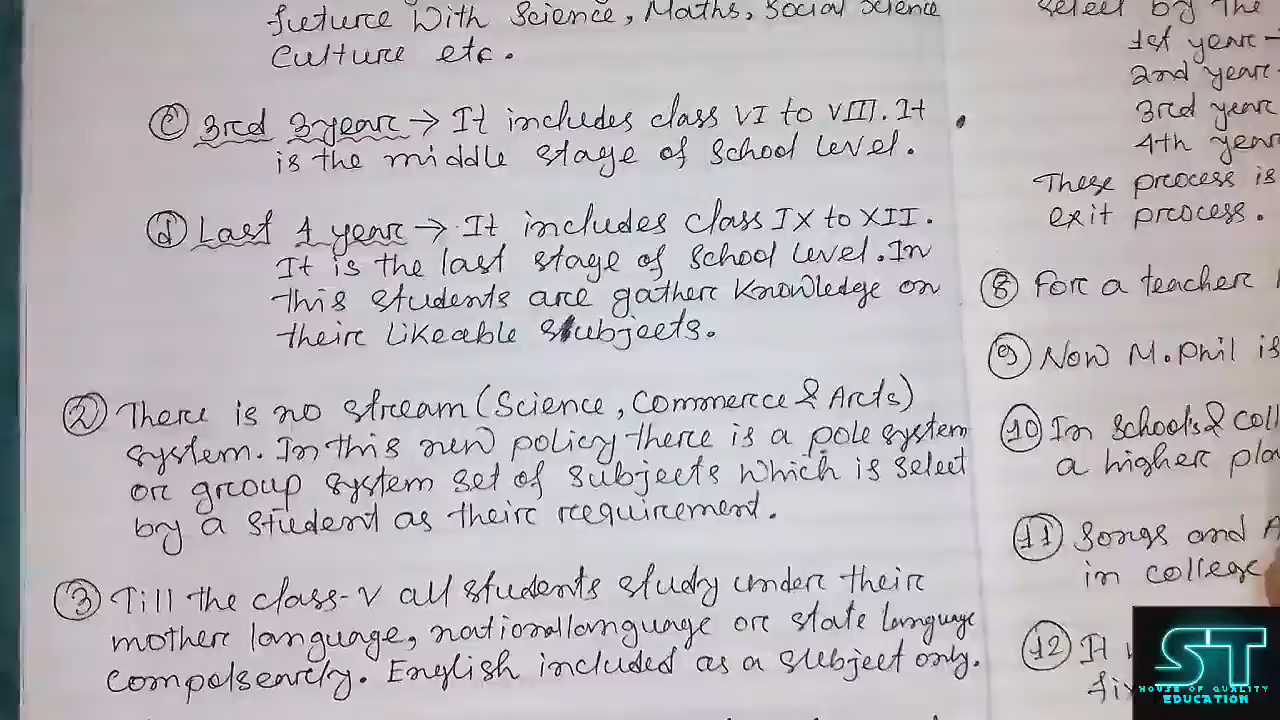 future with Science, Maths, Social Science
Culture etc.
(c) 3rd 3year → It includes class VI to VIII. It
is the middle stage of School level.
(d) Last 4 year → It includes class IX to XII.
It is the last stage of School level. In
this students are gather knowledge on
their likeable subjects.
(2) There is no stream (Science, Commerce & Arts)
system. In this new policy there is a pole system
or group system set of subjects which is select
by a student as their requirement.
(3) Till the class-V all students study under their
mother language, national language or state language
compolsearily. English included as a subject only.
select by the
1st year →
2nd year
3rd year
4th year
These process is
exit process.
(8) For a teacher
(9) Now M.Phil is
(10) In schools & coll
a higher pla
(11) Songs and A
in college
(12) It
fix
ST
HOUSE OF QUALITY
EDUCATION